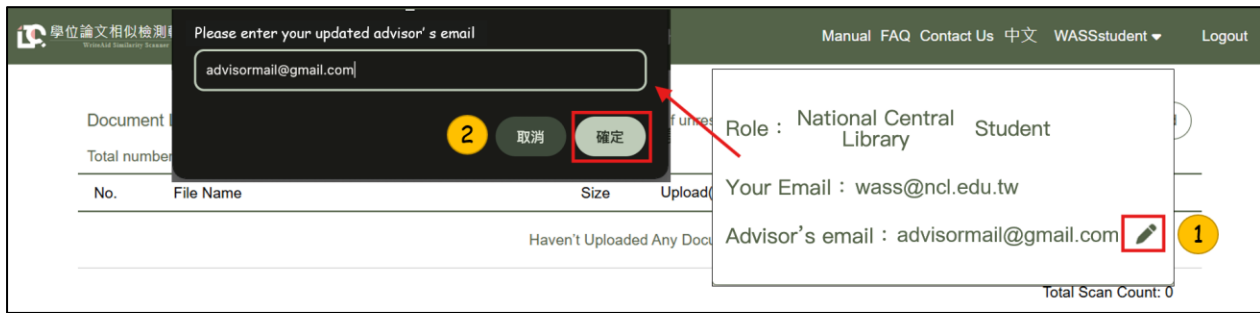 學位論文相似檢測
WriteAid Similarity Scanner
Please enter your updated advisor' s email
advisormail@gmail.com
2
取消
確定
Manual FAQ Contact Us 中文 WASSstudent Logout
Document
Total number
No. File Name Size Upload(
Haven't Uploaded Any Docu
Role： National Central Library Student
Your Email：wass@ncl.edu.tw
Advisor's email：advisormail@gmail.com
1
Total Scan Count: 0